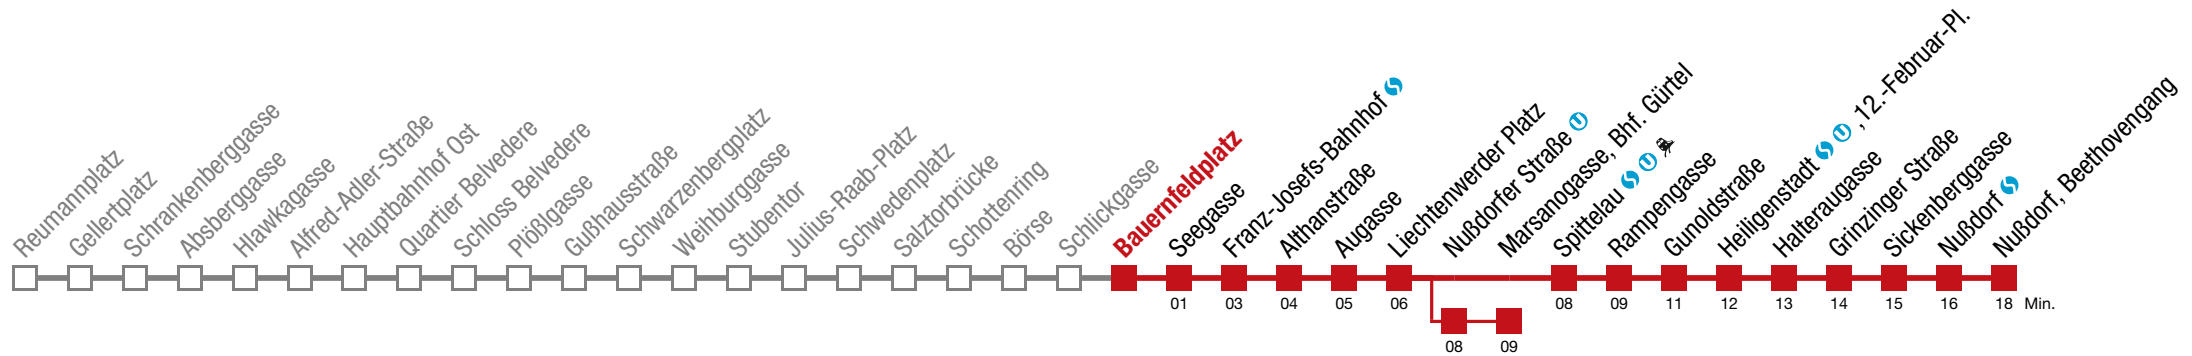 Reumannplatz
Gellertplatz
Schrankenberggasse
Absberggasse
Hlawkagasse
Alfred-Adler-Straße
Hauptbahnhof Ost
Quartier Belvedere
Schloss Belvedere
Plößlgasse
Gußhausstraße
Schwarzenbergplatz
Weihburggasse
Stubentor
Julius-Raab-Platz
Schwedenplatz
Salztorbrücke
Schottenring
Börse
Schlickgasse
Bauernfeldplatz
Seegasse
Franz-Josefs-Bahnhof S
Althanstraße
Augasse
Liechtenwerder Platz
Nußdorfer Straße U
Marsanogasse, Bhf. Gürtel
Spittelau S U
Rampengasse
Gunoldstraße
Heiligenstadt S U , 12.-Februar-Pl.
Halteraugasse
Grinzinger Straße
Sickenberggasse
Nußdorf S
Nußdorf, Beethovengang
01 03 04 05 06 08 09 11 12 13 14 15 16 18 Min.
08 09